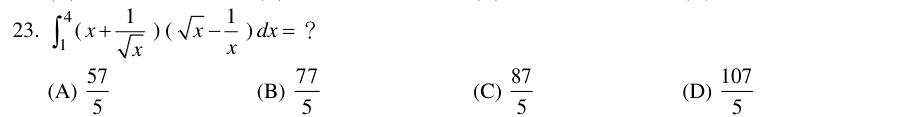 23. ∫₁⁴ (x + 1/√x)(√x − 1/x) dx = ?
(A) 57/5 (B) 77/5 (C) 87/5 (D) 107/5